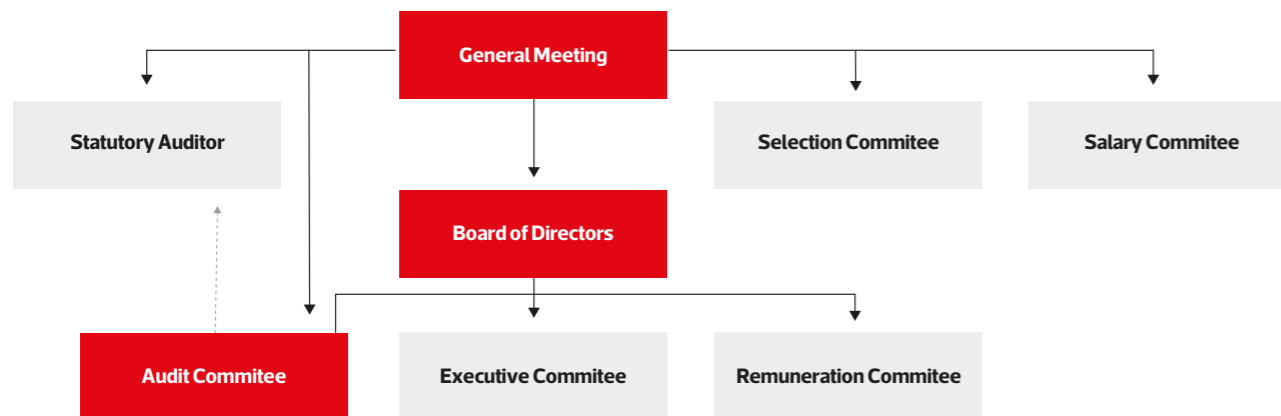 General Meeting
Statutory Auditor
Selection Commitee
Salary Commitee
Board of Directors
Audit Commitee
Executive Commitee
Remuneration Commitee